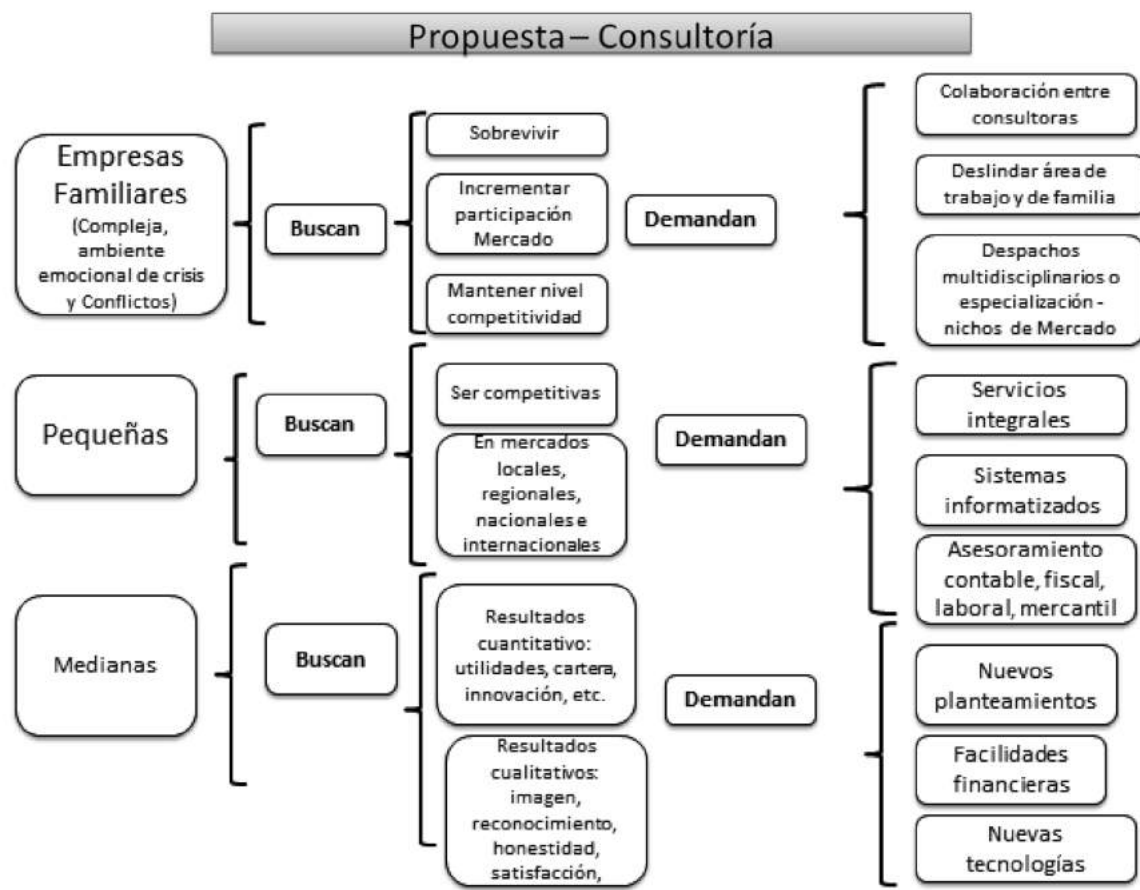 Propuesta – Consultoría
Empresas
Familiares
(Compleja,
ambiente
emocional de crisis
y Conflictos)
Buscan
Sobrevivir
Incrementar
participación
Mercado
Mantener nivel
competitividad
Demandan
Colaboración entre
consultoras
Deslindar área de
trabajo y de familia
Despachos
multidisciplinarios o
especialización -
nichos de Mercado
Pequeñas
Buscan
Ser competitivas
En mercados
locales,
regionales,
nacionales e
internacionales
Demandan
Servicios
integrales
Sistemas
informatizados
Asesoramiento
contable, fiscal,
laboral, mercantil
Medianas
Buscan
Resultados
cuantitativo:
utilidades, cartera,
innovación, etc.
Resultados
cualitativos:
imagen,
reconocimiento,
honestidad,
satisfacción,
Demandan
Nuevos
planteamientos
Facilidades
financieras
Nuevas
tecnologías